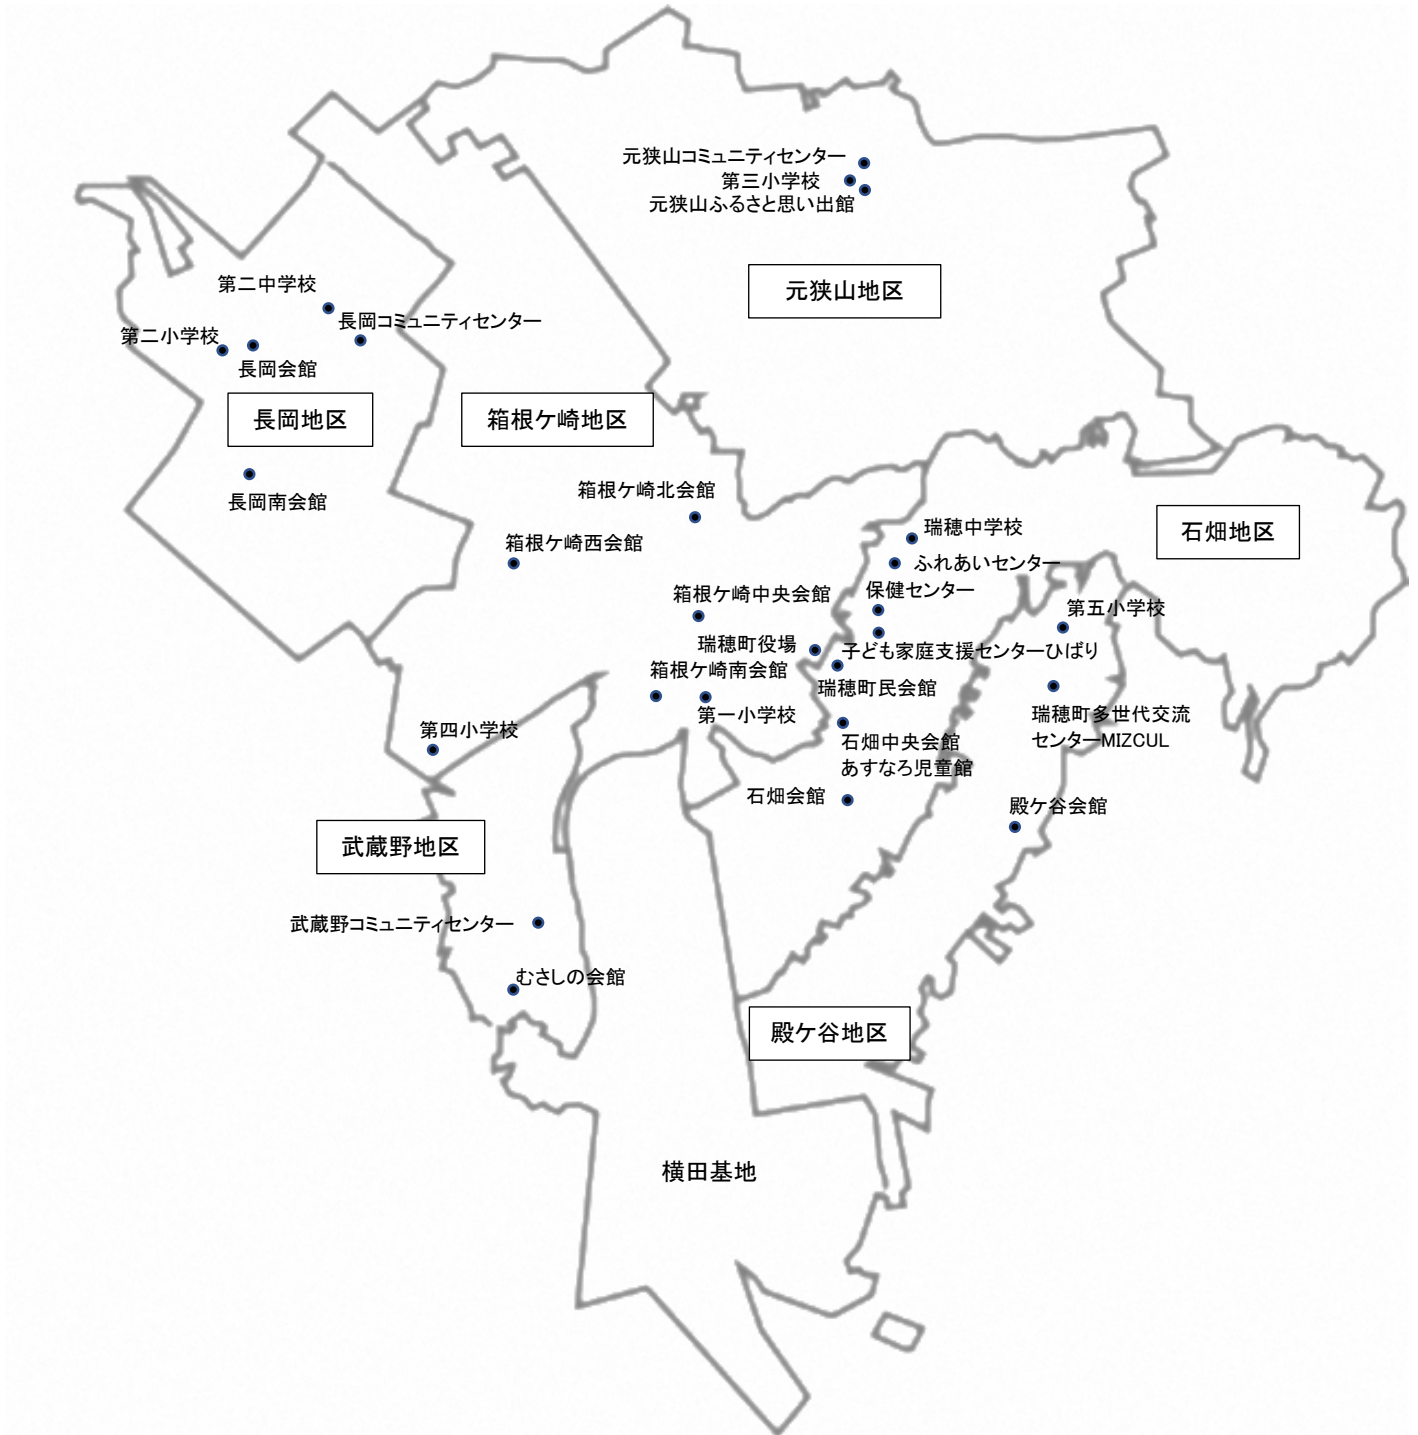 元狭山コミュニティセンター
第三小学校
元狭山ふるさと思い出館
元狭山地区
第二中学校
長岡コミュニティセンター
第二小学校
長岡会館
長岡地区
箱根ケ崎地区
長岡南会館
箱根ケ崎北会館
箱根ケ崎西会館
瑞穂中学校
石畑地区
ふれあいセンター
保健センター
箱根ケ崎中央会館
第五小学校
瑞穂町役場
子ども家庭支援センターひばり
箱根ケ崎南会館
瑞穂町民会館
第一小学校
瑞穂町多世代交流
センターMIZCUL
第四小学校
石畑中央会館
あすなろ児童館
石畑会館
殿ケ谷会館
武蔵野地区
武蔵野コミュニティセンター
むさしの会館
殿ケ谷地区
横田基地